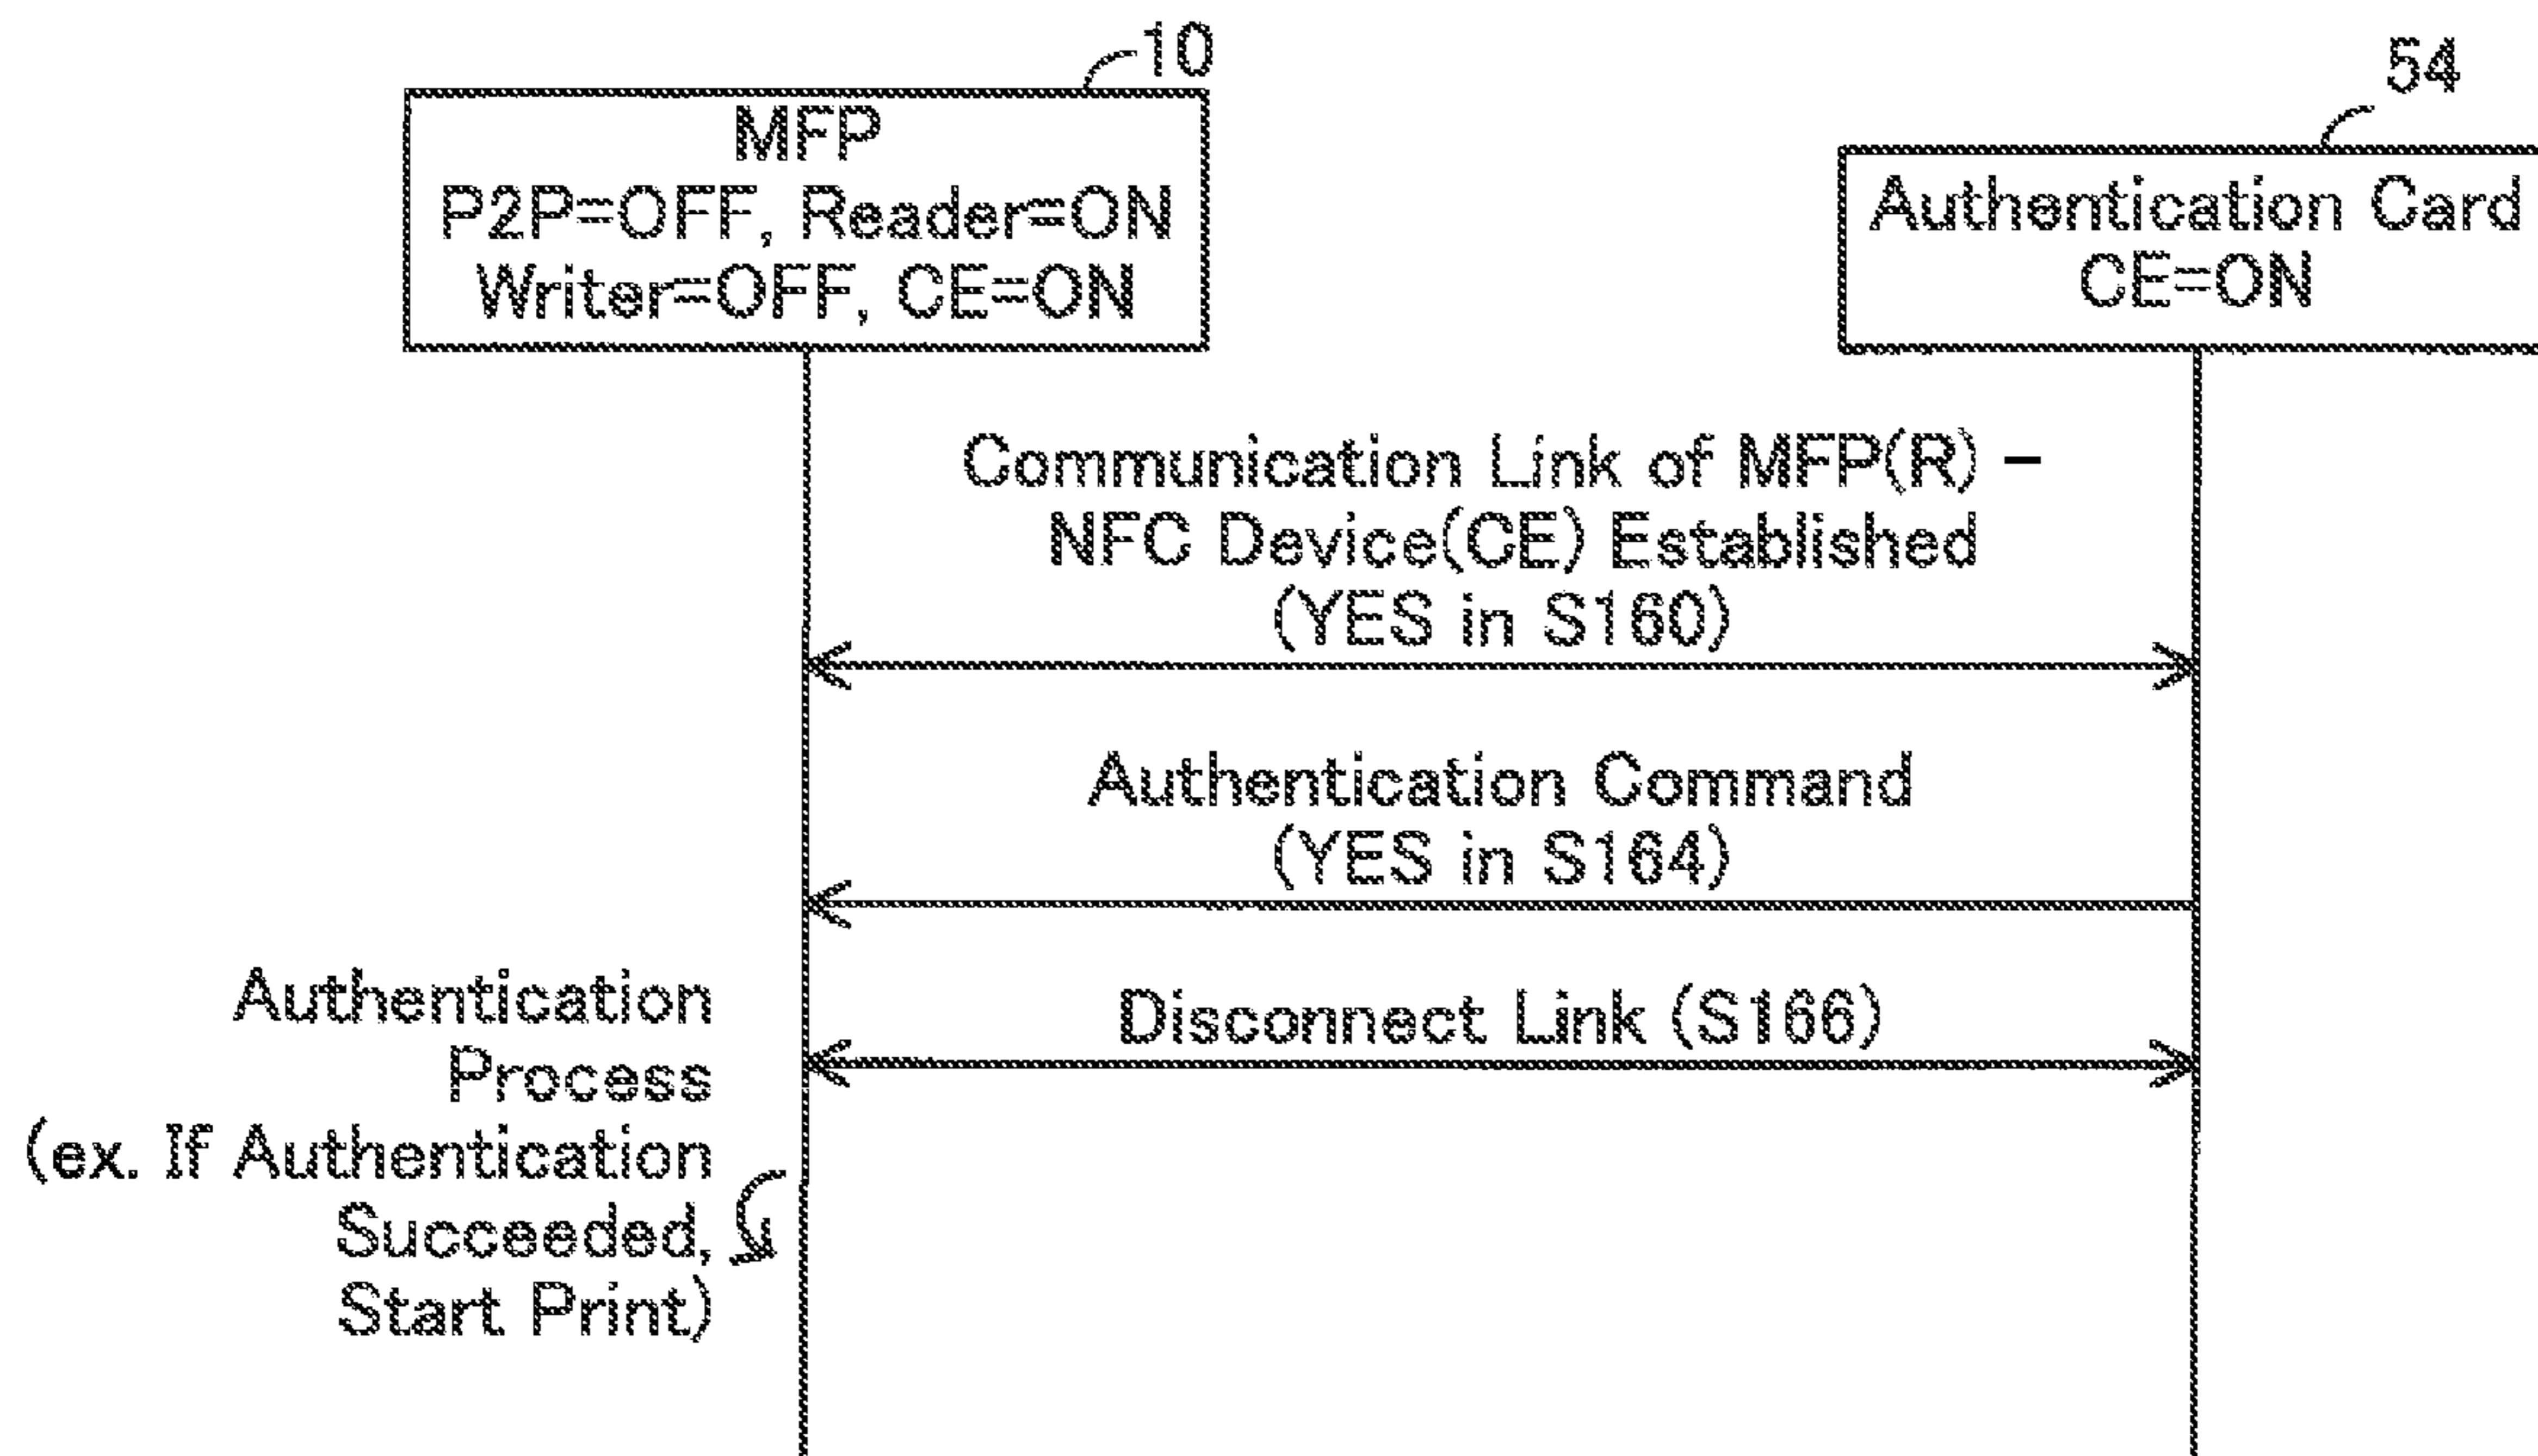 10
MFP
P2P=OFF, Reader=ON
Writer=OFF, CE=ON
54
Authentication Card
CE=ON
Communication Link of MFP(R) -
NFC Device(CE) Established
(YES in S160)
Authentication Command
(YES in S164)
Disconnect Link (S166)
Authentication
Process
(ex. If Authentication
Succeeded,
Start Print)